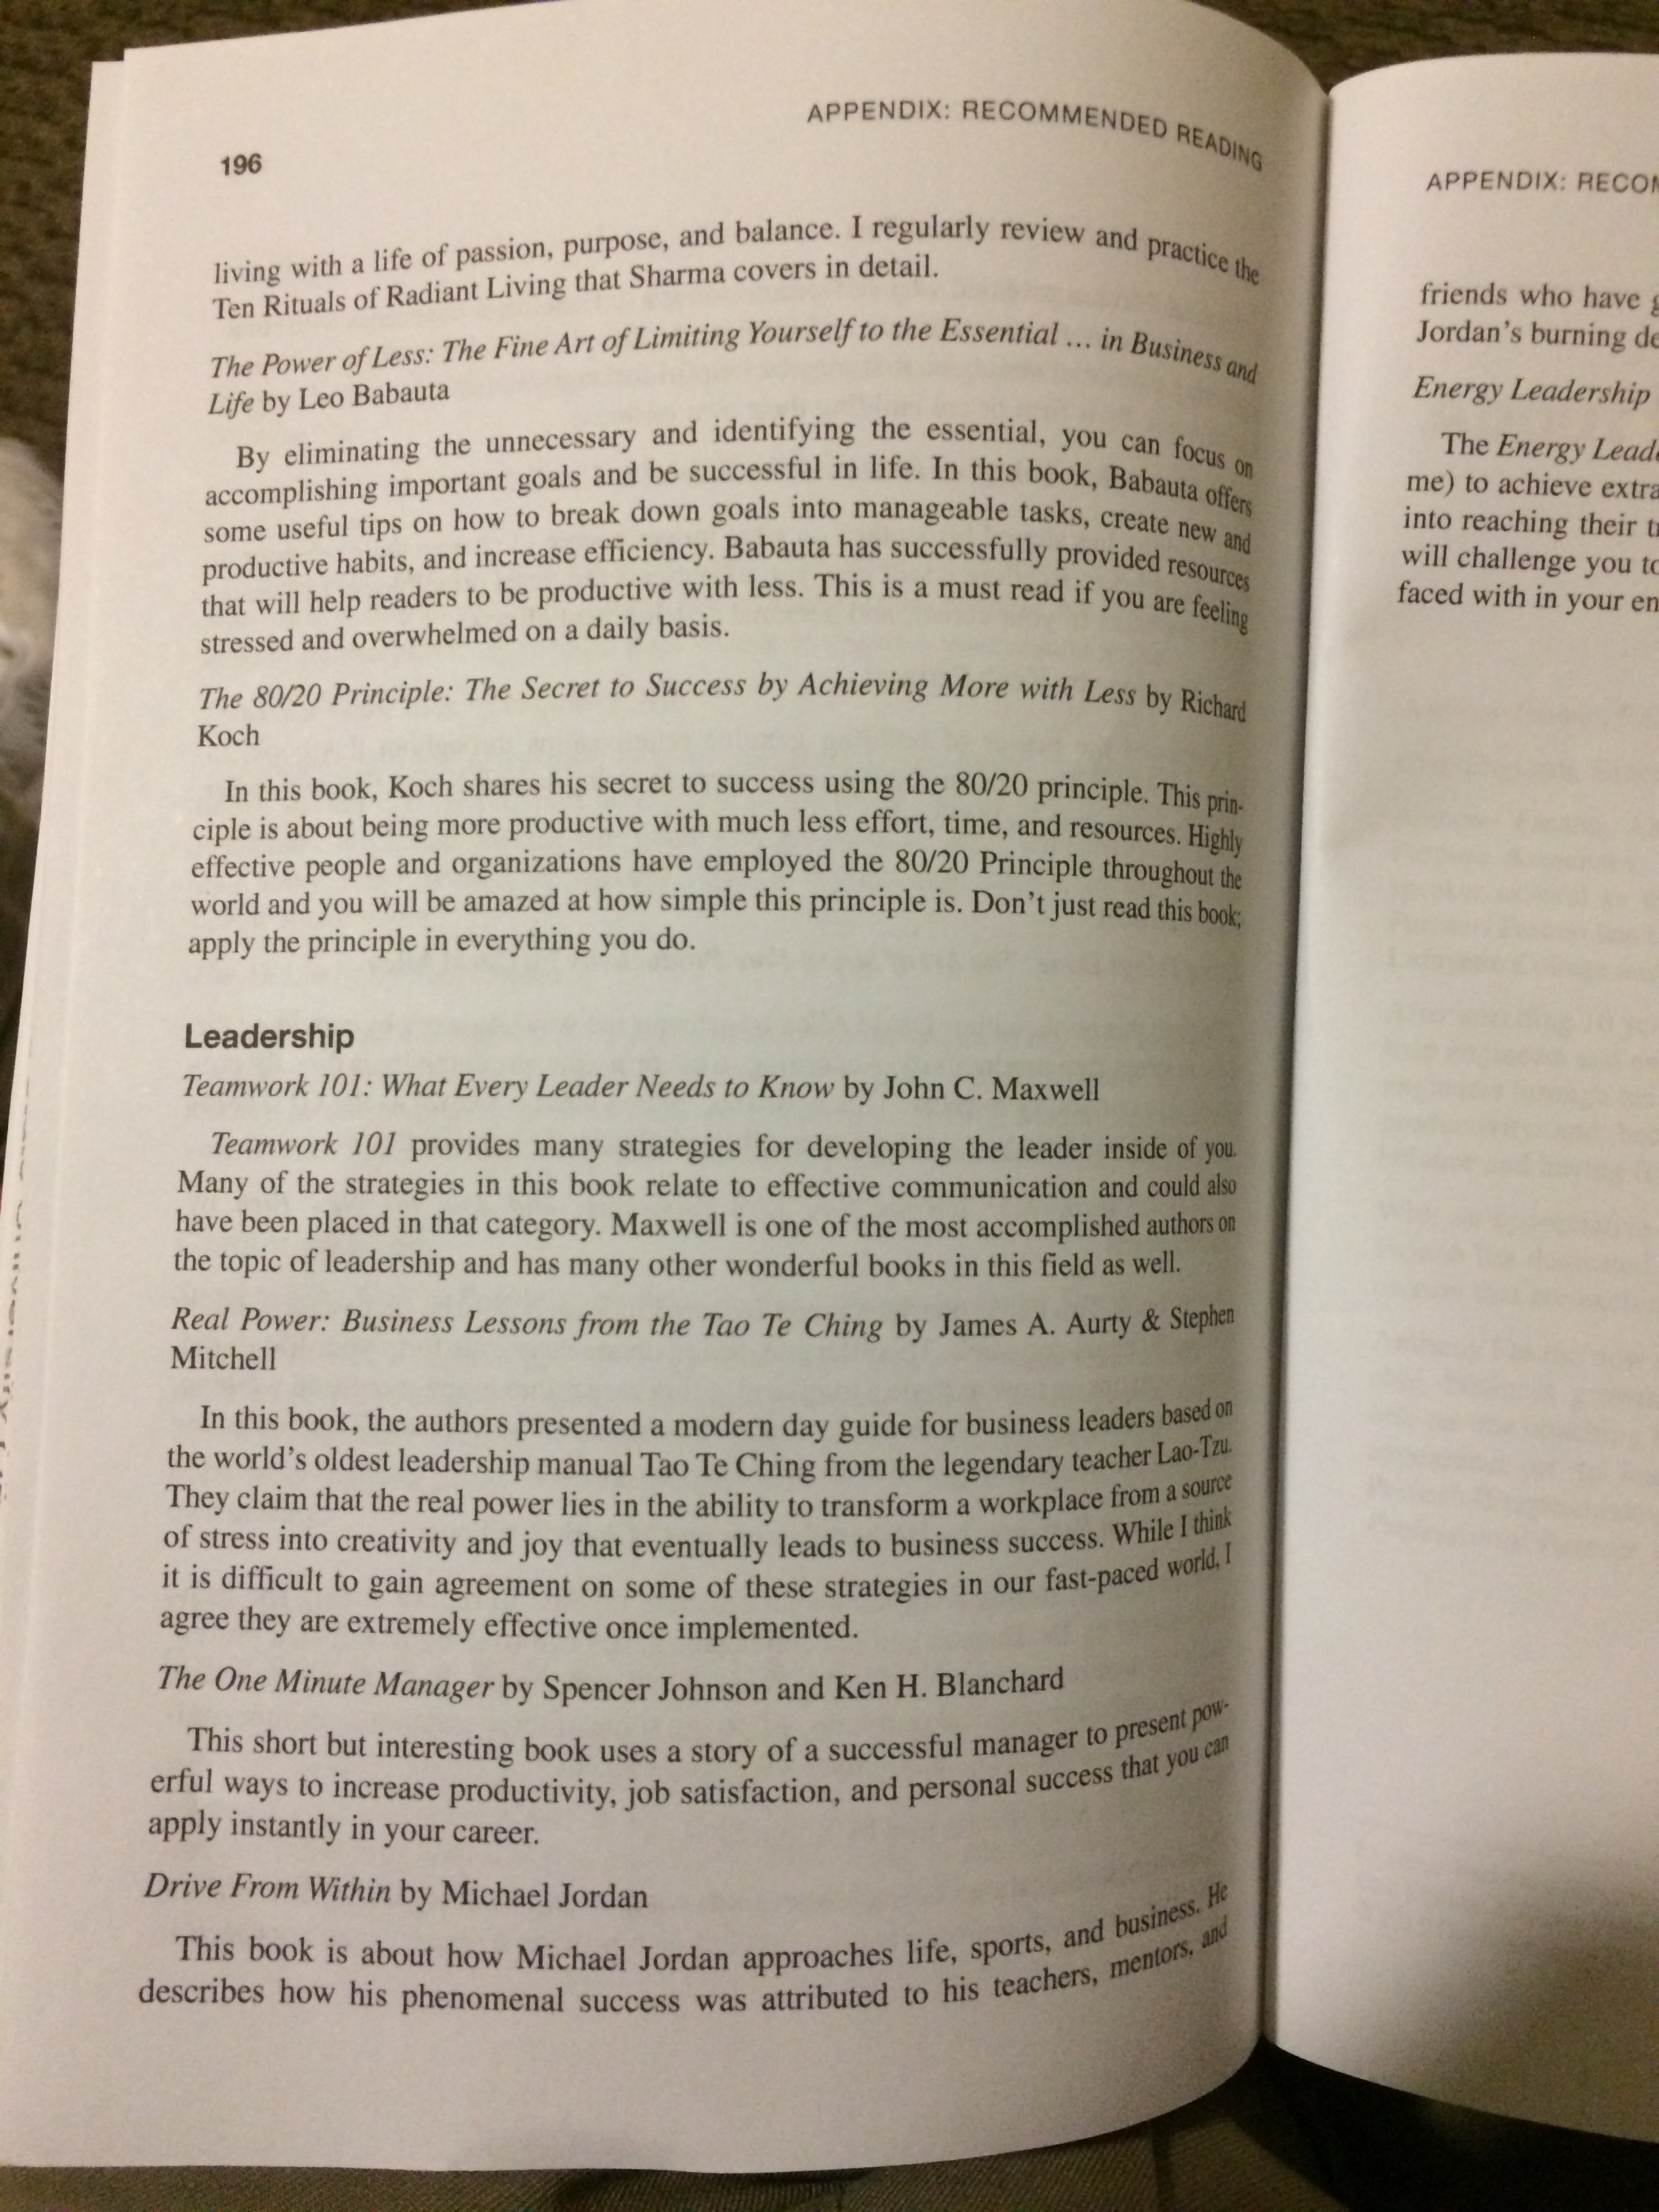 196
APPENDIX: RECOMMENDED READING
living with a life of passion, purpose, and balance. I regularly review and practice the
Ten Rituals of Radiant Living that Sharma covers in detail.
The Power of Less: The Fine Art of Limiting Yourself to the Essential ... in Business and
Life by Leo Babauta
By eliminating the unnecessary and identifying the essential, you can focus on
accomplishing important goals and be successful in life. In this book, Babauta offers
some useful tips on how to break down goals into manageable tasks, create new and
productive habits, and increase efficiency. Babauta has successfully provided resources
that will help readers to be productive with less. This is a must read if you are feeling
stressed and overwhelmed on a daily basis.
The 80/20 Principle: The Secret to Success by Achieving More with Less by Richard
Koch
In this book, Koch shares his secret to success using the 80/20 principle. This prin-
ciple is about being more productive with much less effort, time, and resources. Highly
effective people and organizations have employed the 80/20 Principle throughout the
world and you will be amazed at how simple this principle is. Don't just read this book;
apply the principle in everything you do.
Leadership
Teamwork 101: What Every Leader Needs to Know by John C. Maxwell
Teamwork 101 provides many strategies for developing the leader inside of you.
Many of the strategies in this book relate to effective communication and could also
have been placed in that category. Maxwell is one of the most accomplished authors on
the topic of leadership and has many other wonderful books in this field as well.
Real Power: Business Lessons from the Tao Te Ching by James A. Aurty & Stephen
Mitchell
In this book, the authors presented a modern day guide for business leaders based on
the world's oldest leadership manual Tao Te Ching from the legendary teacher Lao-Tzu.
They claim that the real power lies in the ability to transform a workplace from a source
of stress into creativity and joy that eventually leads to business success. While I think
it is difficult to gain agreement on some of these strategies in our fast-paced world, I
agree they are extremely effective once implemented.
The One Minute Manager by Spencer Johnson and Ken H. Blanchard
This short but interesting book uses a story of a successful manager to present pow-
erful ways to increase productivity, job satisfaction, and personal success that you can
apply instantly in your career.
Drive From Within by Michael Jordan
This book is about how Michael Jordan approaches life, sports, and business. He
describes how his phenomenal success was attributed to his teachers, mentors, and
APPENDIX:
friends who have
Jordan's burning
Energy Leadership
The Energy
me) to achieve
into reaching their
will challenge you
faced with in your